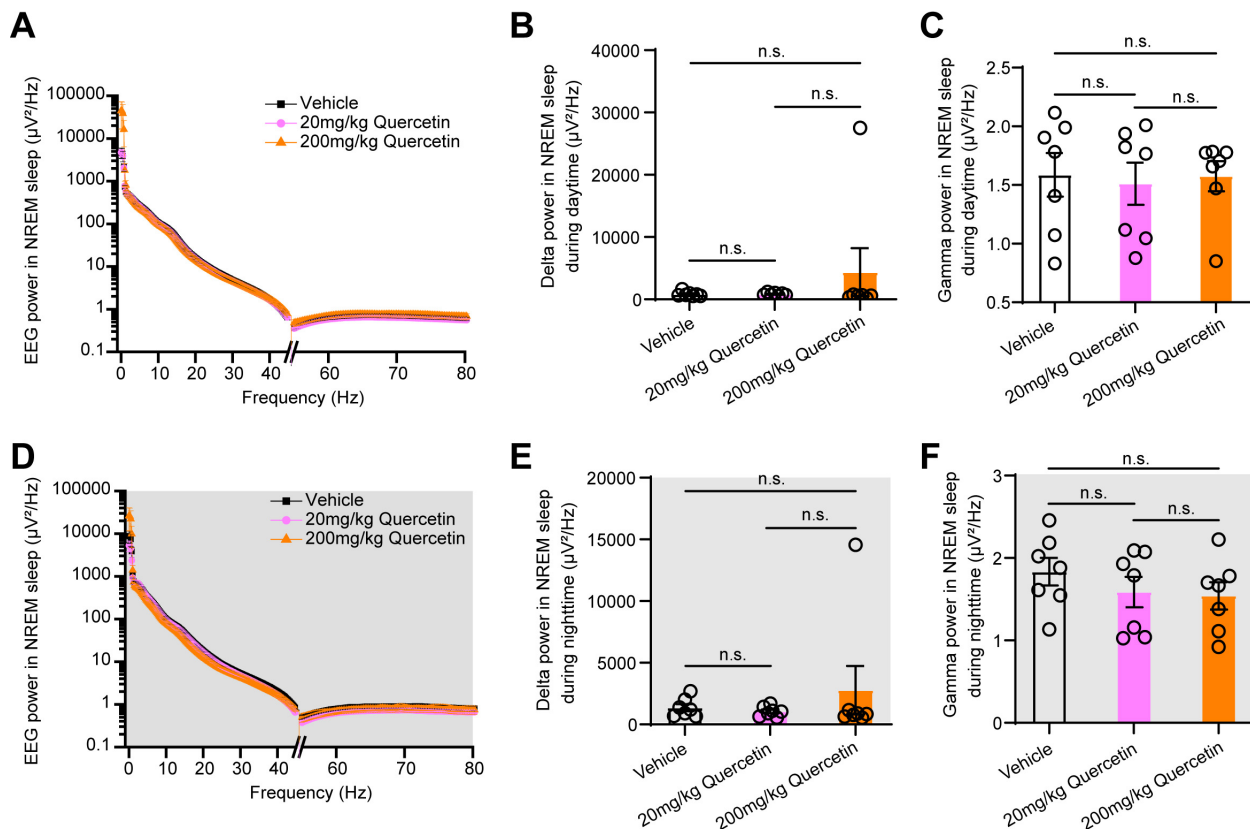 A
EEG power in NREM sleep (µV²/Hz)
100000
10000
1000
100
10
1
0.1
0 10 20 30 40 60 70 80
Frequency (Hz)
Vehicle
20mg/kg Quercetin
200mg/kg Quercetin
B
Delta power in NREM sleep
during daytime (µV²/Hz)
40000
30000
20000
10000
0
n.s.
n.s.
n.s.
Vehicle
20mg/kg Quercetin
200mg/kg Quercetin
C
Gamma power in NREM sleep
during daytime (µV²/Hz)
2.5
2.0
1.5
1.0
0.5
n.s.
n.s.
n.s.
Vehicle
20mg/kg Quercetin
200mg/kg Quercetin
D
EEG power in NREM sleep (µV²/Hz)
100000
10000
1000
100
10
1
0.1
0 10 20 30 40 60 70 80
Frequency (Hz)
Vehicle
20mg/kg Quercetin
200mg/kg Quercetin
E
Delta power in NREM sleep
during nighttime (µV²/Hz)
20000
15000
10000
5000
0
n.s.
n.s.
n.s.
Vehicle
20mg/kg Quercetin
200mg/kg Quercetin
F
Gamma power in NREM sleep
during nighttime (µV²/Hz)
3
2
1
0
n.s.
n.s.
n.s.
Vehicle
20mg/kg Quercetin
200mg/kg Quercetin